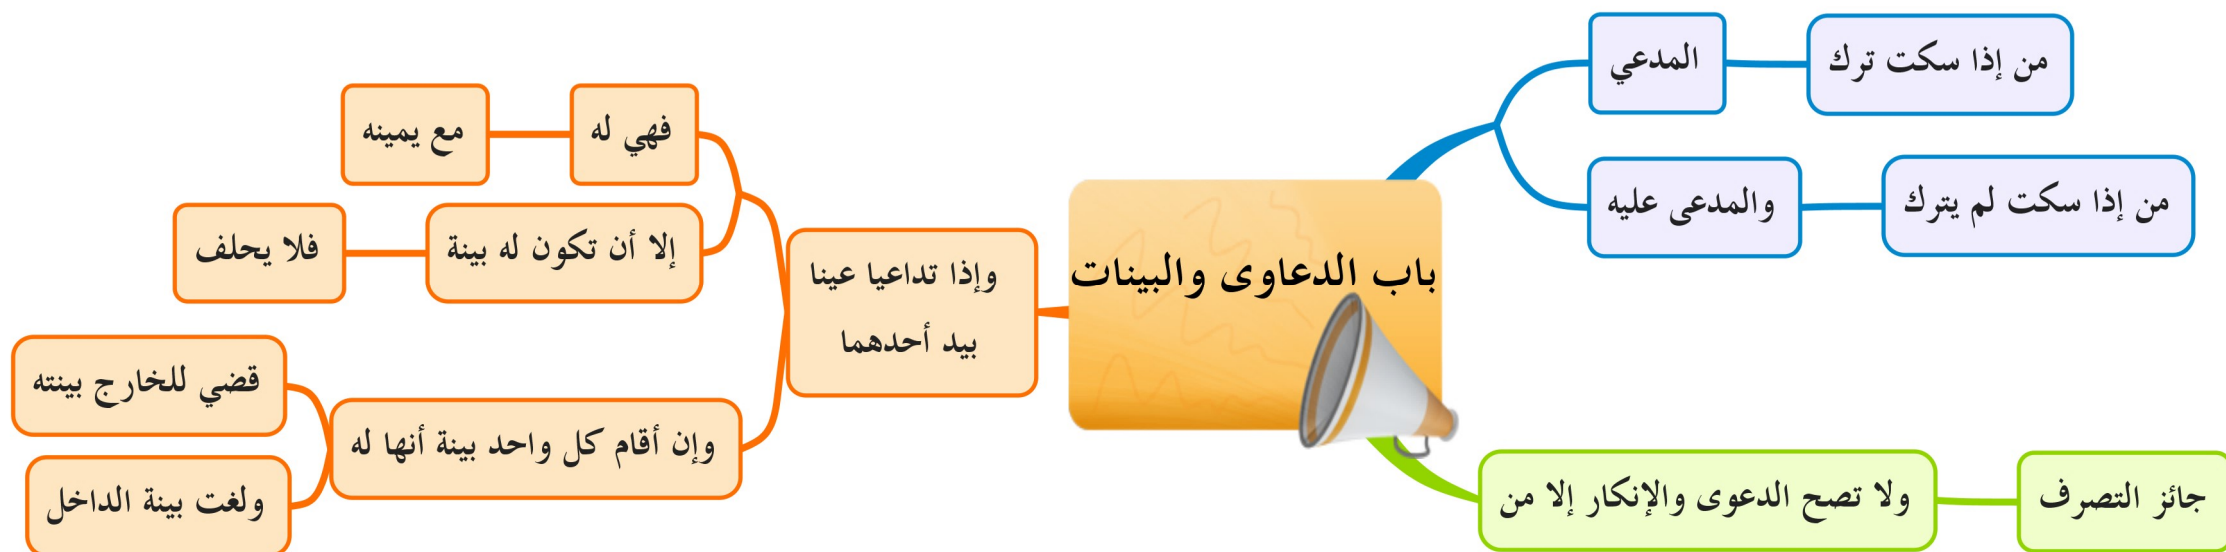 باب الدعاوى والبينات
المدعي
من إذا سكت ترك
والمدعى عليه
من إذا سكت لم يترك
ولا تصح الدعوى والإنكار إلا من
جائز التصرف
وإذا تداعيا عينا
بيد أحدهما
فهي له
مع يمينه
إلا أن تكون له بينة
فلا يحلف
وإن أقام كل واحد بينة أنها له
قضي للخارج بينته
ولغت بينة الداخل